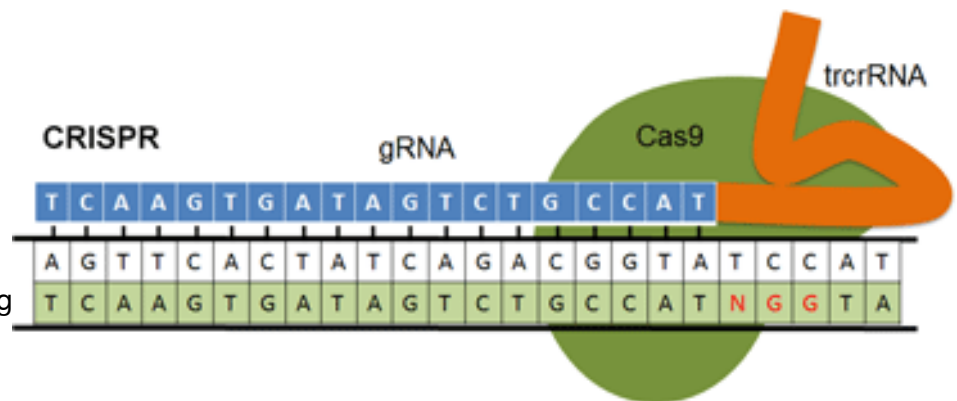 trcrRNA
CRISPR gRNA Cas9
T C A A G T G A T A G T C T G C C A T
A G T T C A C T A T C A G A C G G T A T C C A T
g T C A A G T G A T A G T C T G C C A T N G G T A